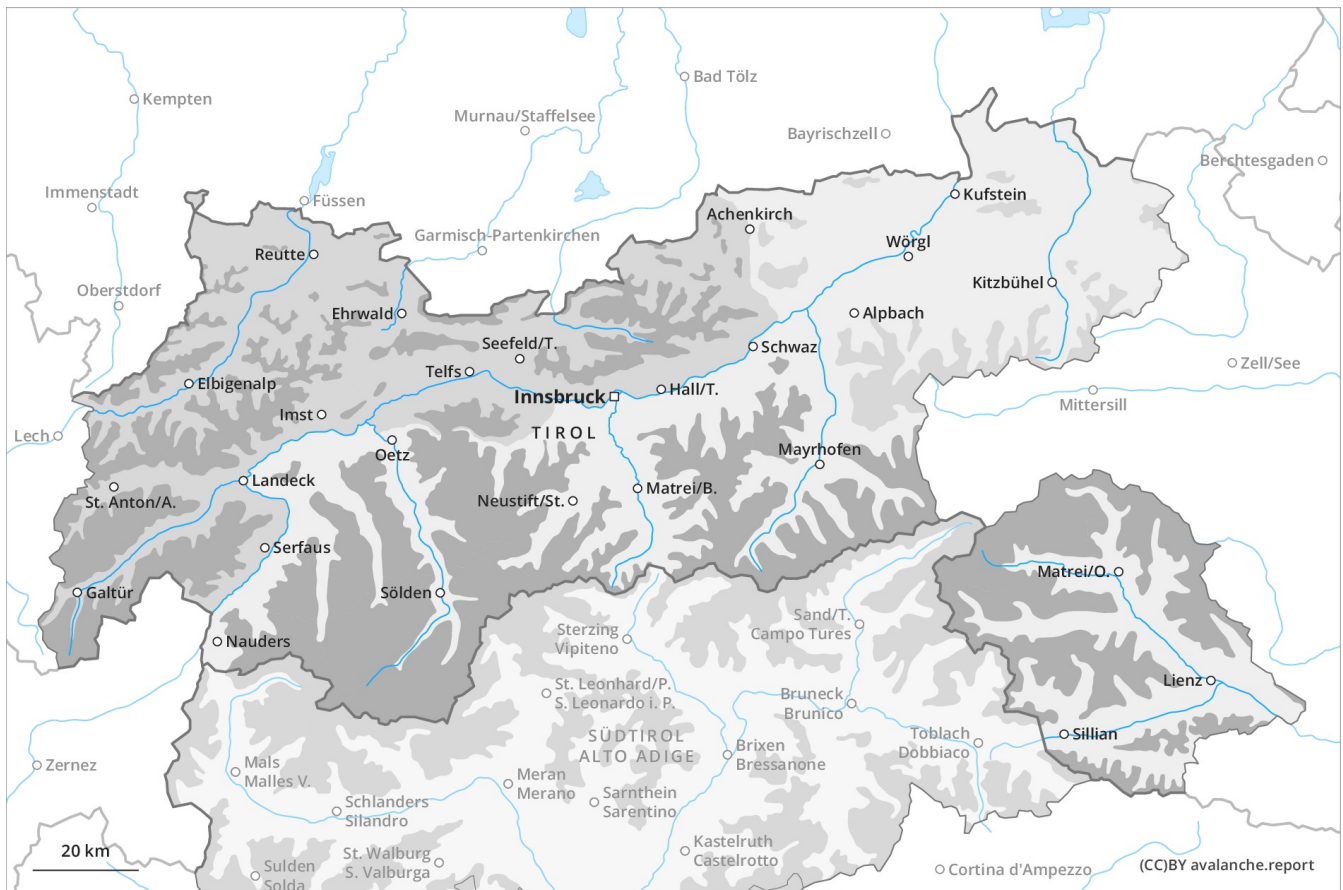 Kempten
Bad Tölz
Murnau/Staffelsee
Bayrischzell
Berchtesgaden
Immenstadt
Füssen
Kufstein
Achenkirch
Garmisch-Partenkirchen
Wörgl
Reutte
Oberstdorf
Kitzbühel
Ehrwald
Alpbach
Seefeld/T.
Schwaz
Zell/See
Telfs
Elbigenalp
Hall/T.
Innsbruck
Mittersill
Imst
Lech
TIROL
Oetz
Mayrhofen
Landeck
Matrei/B.
St. Anton/A.
Neustift/St.
Serfaus
Matrei/O.
Galtür
Sölden
Sand/T.
Campo Tures
Sterzing
Vipiteno
Nauders
Lienz
St. Leonhard/P.
S. Leonardo i. P.
Bruneck
Brunico
Sillian
Toblach
Dobbiaco
SÜDTIROL
ALTO ADIGE
Brixen
Bressanone
Zernez
Mals
Malles V.
Meran
Merano
Sarnthein
Sarentino
Schlanders
Silandro
Kastelruth
Castelrotto
20 km
St. Walburg
S. Valburga
Sulden
Solda
Cortina d'Ampezzo
(CC)BY avalanche.report